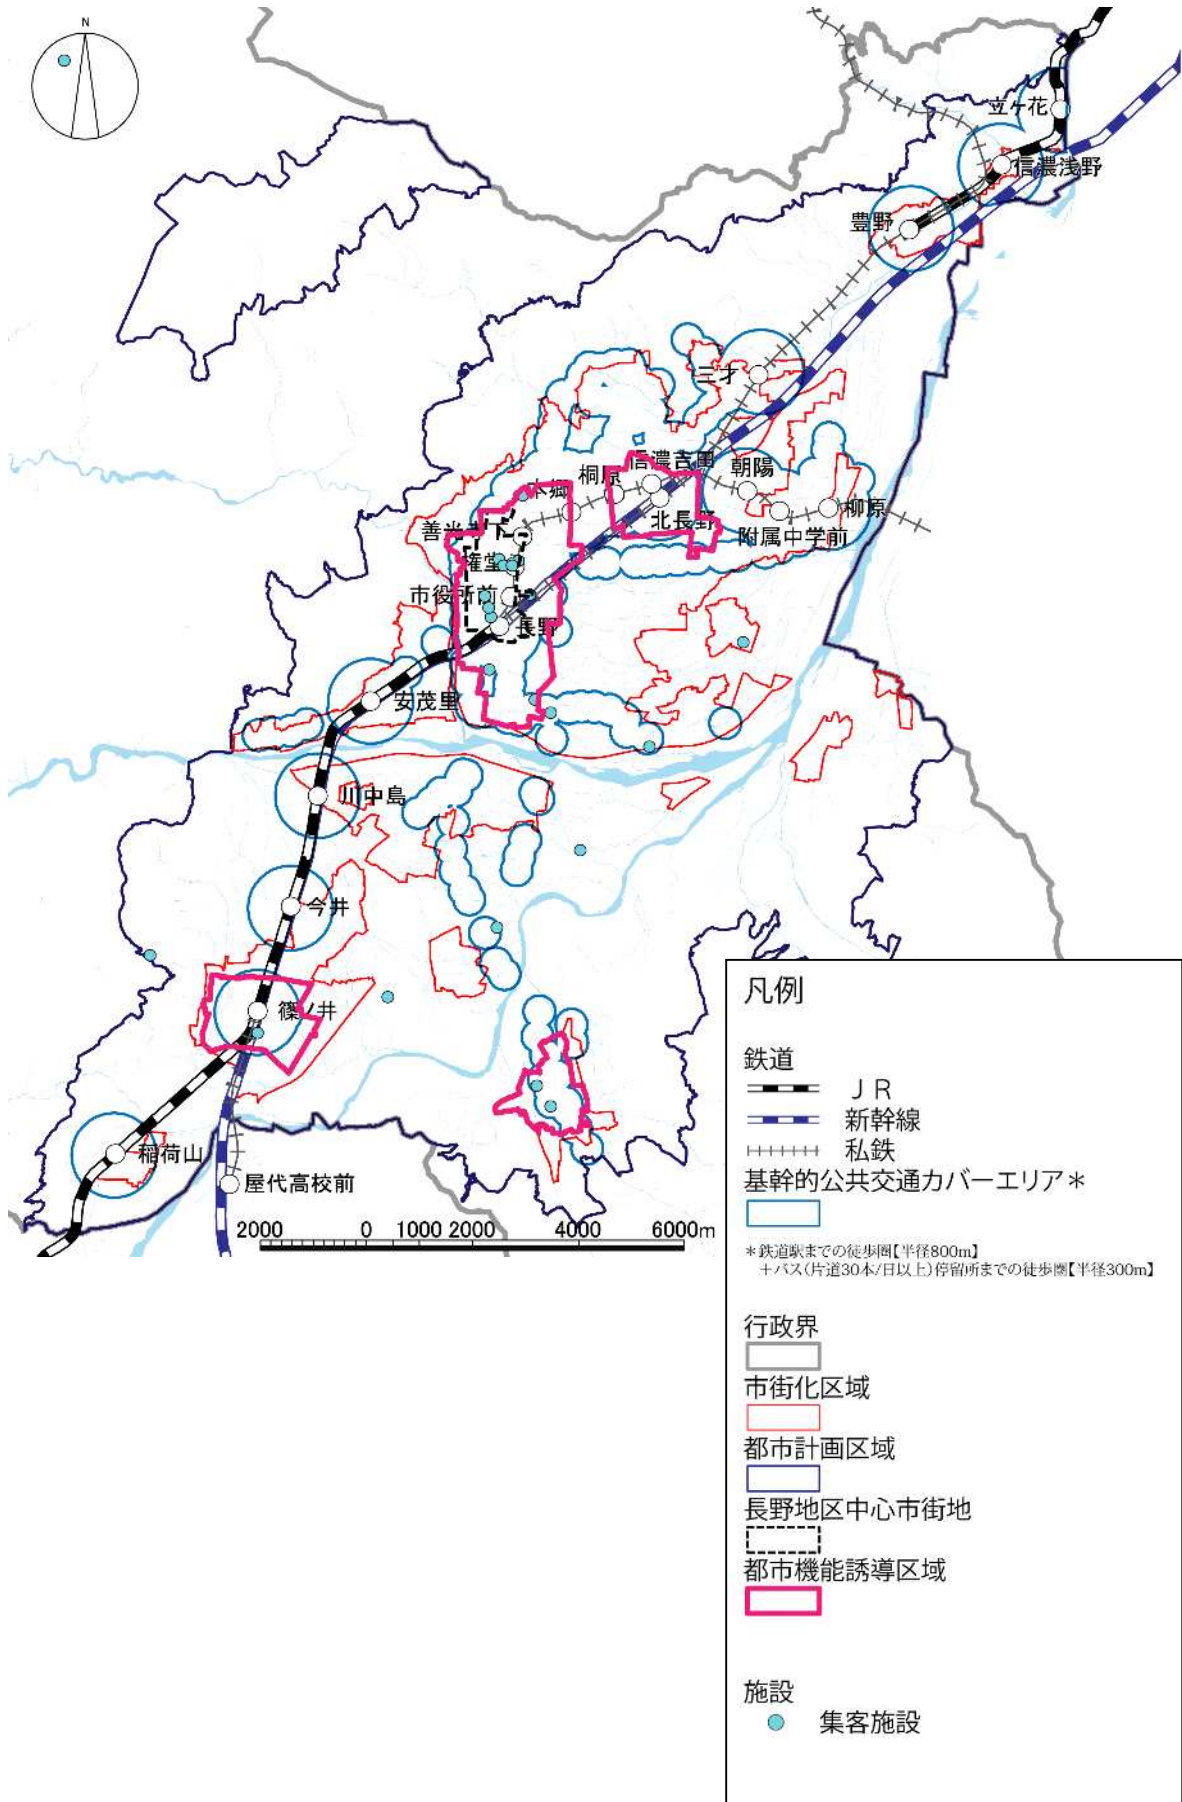 N
立ヶ花
信濃浅野
豊野
三才
信濃吉田
朝陽
桐原
本郷
柳原
北長野
附属中学前
善光寺下
権堂
市役所前
長野
安茂里
川中島
今井
篠ノ井
稲荷山
屋代高校前
2000 0 1000 2000 4000 6000m
凡例
鉄道
ＪＲ
新幹線
私鉄
基幹的公共交通カバーエリア＊
＊鉄道駅までの徒歩圏【半径800m】
＋バス（片道30本/日以上）停留所までの徒歩圏【半径300m】
行政界
市街化区域
都市計画区域
長野地区中心市街地
都市機能誘導区域
施設
集客施設